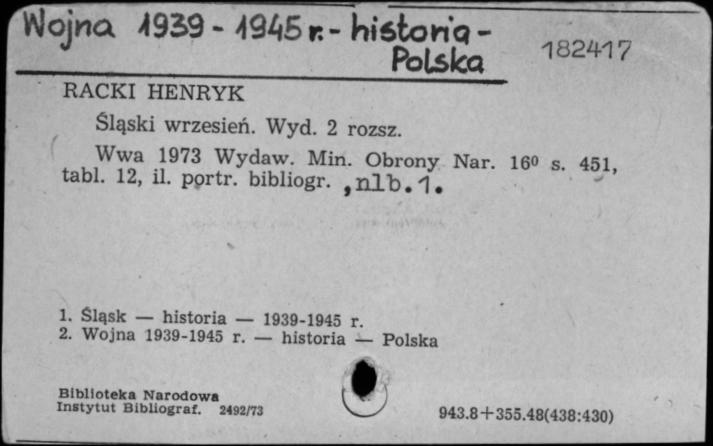 Wojna 1939-1945 r.- historia-
Polska
182417
RACKI HENRYK
Śląski wrzesień. Wyd. 2 rozsz.
Wwa 1973 Wydaw. Min. Obrony Nar. 16⁰ s. 451,
tabl. 12, il. portr. bibliogr. ,nlb.1.
1. Śląsk — historia — 1939-1945 r.
2. Wojna 1939-1945 r. — historia — Polska
Biblioteka Narodowa
Instytut Bibliograf. 2492/73
943.8+355.48(438:430)